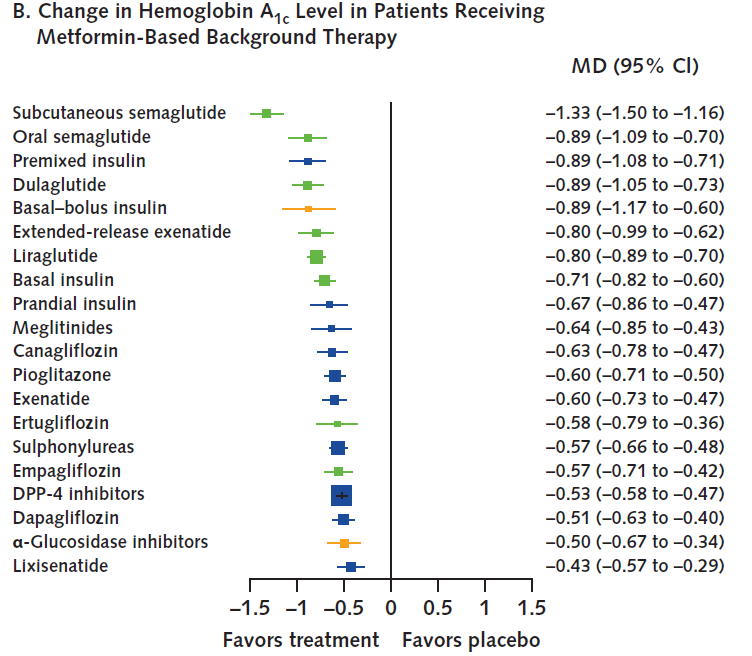 B. Change in Hemoglobin A1c Level in Patients Receiving
Metformin-Based Background Therapy
MD (95% Cl)
Subcutaneous semaglutide –1.33 (–1.50 to –1.16)
Oral semaglutide –0.89 (–1.09 to –0.70)
Premixed insulin –0.89 (–1.08 to –0.71)
Dulaglutide –0.89 (–1.05 to –0.73)
Basal–bolus insulin –0.89 (–1.17 to –0.60)
Extended-release exenatide –0.80 (–0.99 to –0.62)
Liraglutide –0.80 (–0.89 to –0.70)
Basal insulin –0.71 (–0.82 to –0.60)
Prandial insulin –0.67 (–0.86 to –0.47)
Meglitinides –0.64 (–0.85 to –0.43)
Canagliflozin –0.63 (–0.78 to –0.47)
Pioglitazone –0.60 (–0.71 to –0.50)
Exenatide –0.60 (–0.73 to –0.47)
Ertugliflozin –0.58 (–0.79 to –0.36)
Sulphonylureas –0.57 (–0.66 to –0.48)
Empagliflozin –0.57 (–0.71 to –0.42)
DPP-4 inhibitors –0.53 (–0.58 to –0.47)
Dapagliflozin –0.51 (–0.63 to –0.40)
α-Glucosidase inhibitors –0.50 (–0.67 to –0.34)
Lixisenatide –0.43 (–0.57 to –0.29)
–1.5 –1 –0.5 0 0.5 1 1.5
Favors treatment Favors placebo